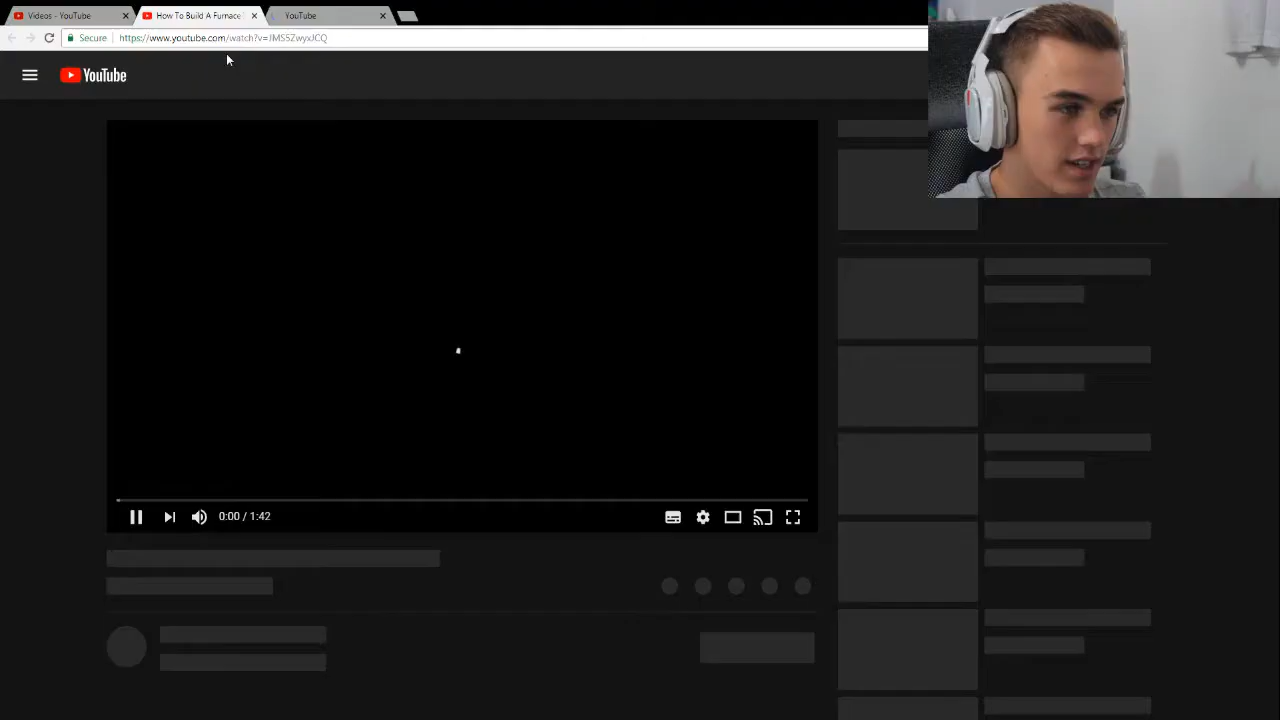 Videos - YouTube
How To Build A Furnace
YouTube
Secure
https://www.youtube.com/watch?v=JMS5ZwyxJCQ
YouTube
0:00 / 1:42